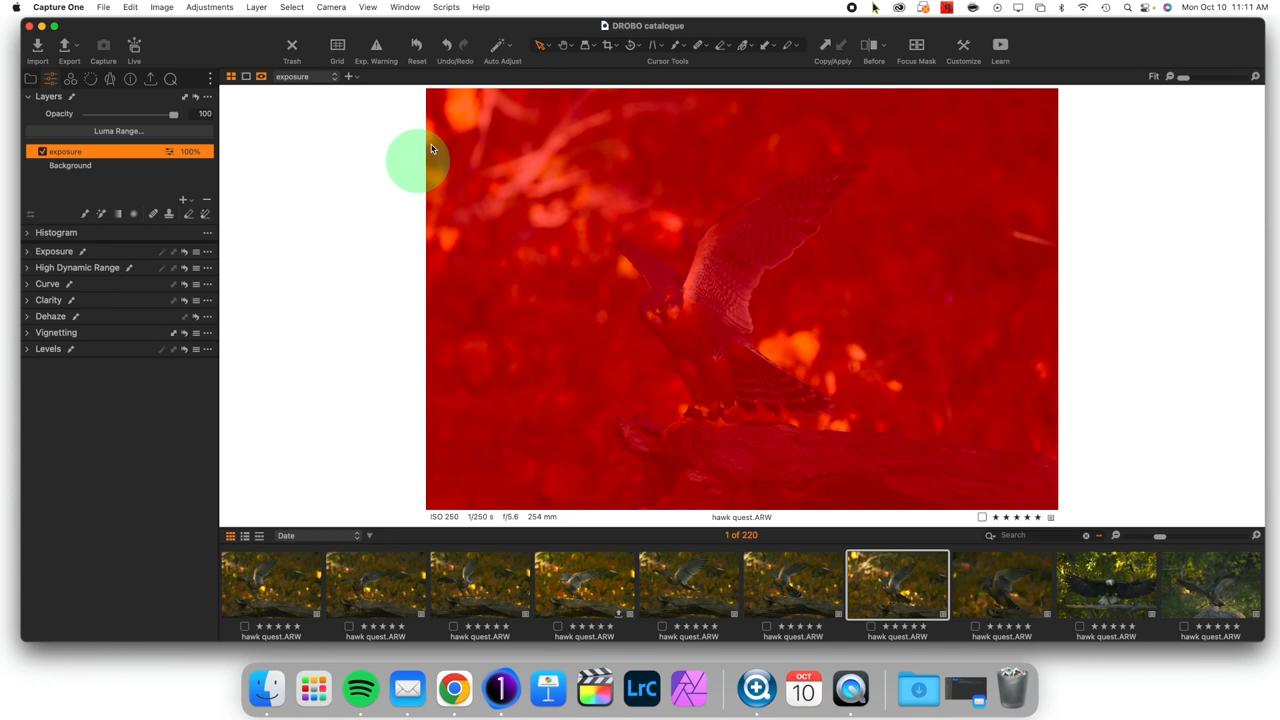 Capture One File Edit Image Adjustments Layer Select Camera View Window Scripts Help Mon Oct 10 11:11 AM
DROBO catalogue
Import Export Capture Live Trash Grid Exp. Warning Reset Undo/Redo Auto Adjust Cursor Tools Copy/Apply Before Focus Mask Customize Learn
exposure Fit
Layers
Opacity 100
Luma Range...
exposure 100%
Background
Histogram
Exposure
High Dynamic Range
Curve
Clarity
Dehaze
Vignetting
Levels
ISO 250 1/250 s f/5.6 254 mm hawk quest.ARW
Date 1 of 220 Search
hawk quest.ARW hawk quest.ARW hawk quest.ARW hawk quest.ARW hawk quest.ARW hawk quest.ARW hawk quest.ARW hawk quest.ARW hawk quest.ARW hawk quest.ARW
1 LrC OCT
10